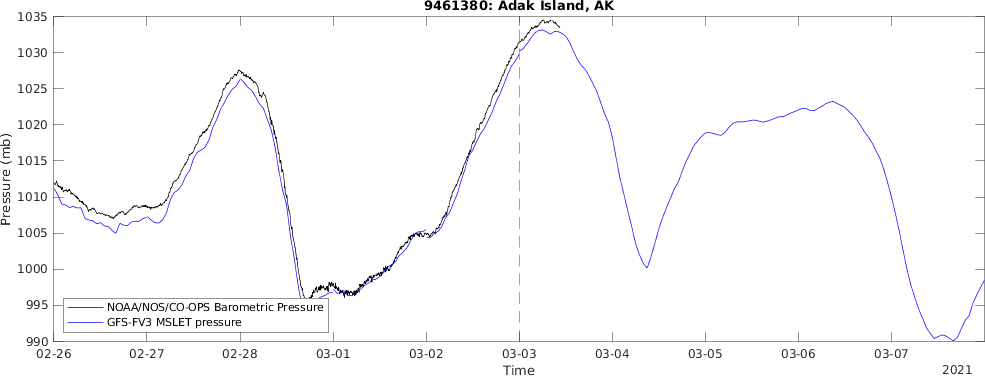 9461380: Adak Island, AK
Pressure (mb)
1035
1030
1025
1020
1015
1010
1005
1000
995
990
NOAA/NOS/CO-OPS Barometric Pressure
GFS-FV3 MSLET pressure
02-26 02-27 02-28 03-01 03-02 03-03 03-04 03-05 03-06 03-07
Time
2021